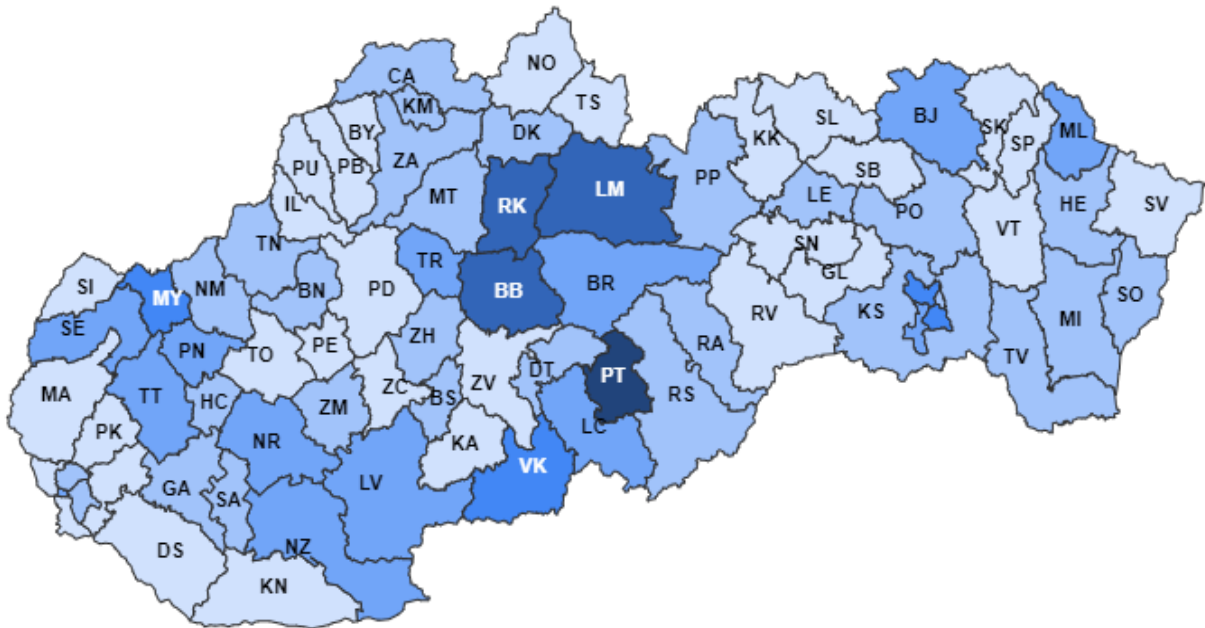 NO
CA
KM
TS
BY
DK
PU
PB
ZA
IL
MT
RK
LM
PP
KK
SL
BJ
SK
SP
ML
SB
LE
PO
HE
SV
VT
TN
TR
SN
GL
SI
MY
NM
BN
PD
BB
BR
SE
PN
ZH
RV
KS
MI
SO
TO
PE
RA
TV
MA
TT
HC
ZM
ZC
BS
ZV
DT
PT
RS
PK
NR
KA
LC
VK
GA
SA
LV
DS
NZ
KN